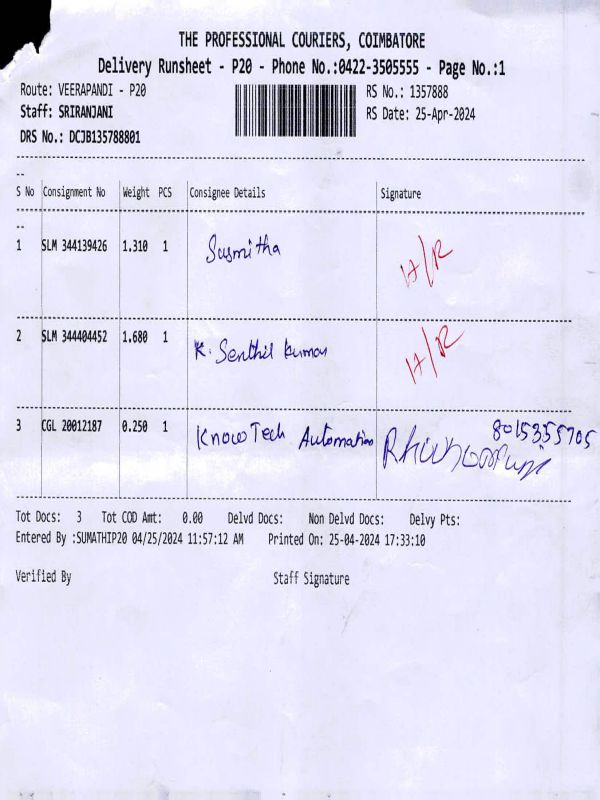 THE PROFESSIONAL COURIERS, COIMBATORE
Delivery Runsheet - P20 - Phone No.:0422-3505555 - Page No.:1
Route: VEERAPANDI - P20 RS No.: 1357888
Staff: SRIRANJANI RS Date: 25-Apr-2024
DRS No.: DCJB135788801
--
S No Consignment No Weight PCS Consignee Details Signature
--
1 SLM 344139426 1.310 1 Susmitha H/R
2 SLM 344404452 1.680 1 K. Senthil kumar H/R
3 CGL 20012187 0.250 1 KnowTech Automation 8015355705
Tot Docs: 3 Tot COD Amt: 0.00 Delvd Docs: Non Delvd Docs: Delvy Pts:
Entered By :SUMATHIP20 04/25/2024 11:57:12 AM Printed On: 25-04-2024 17:33:10
Verified By Staff Signature